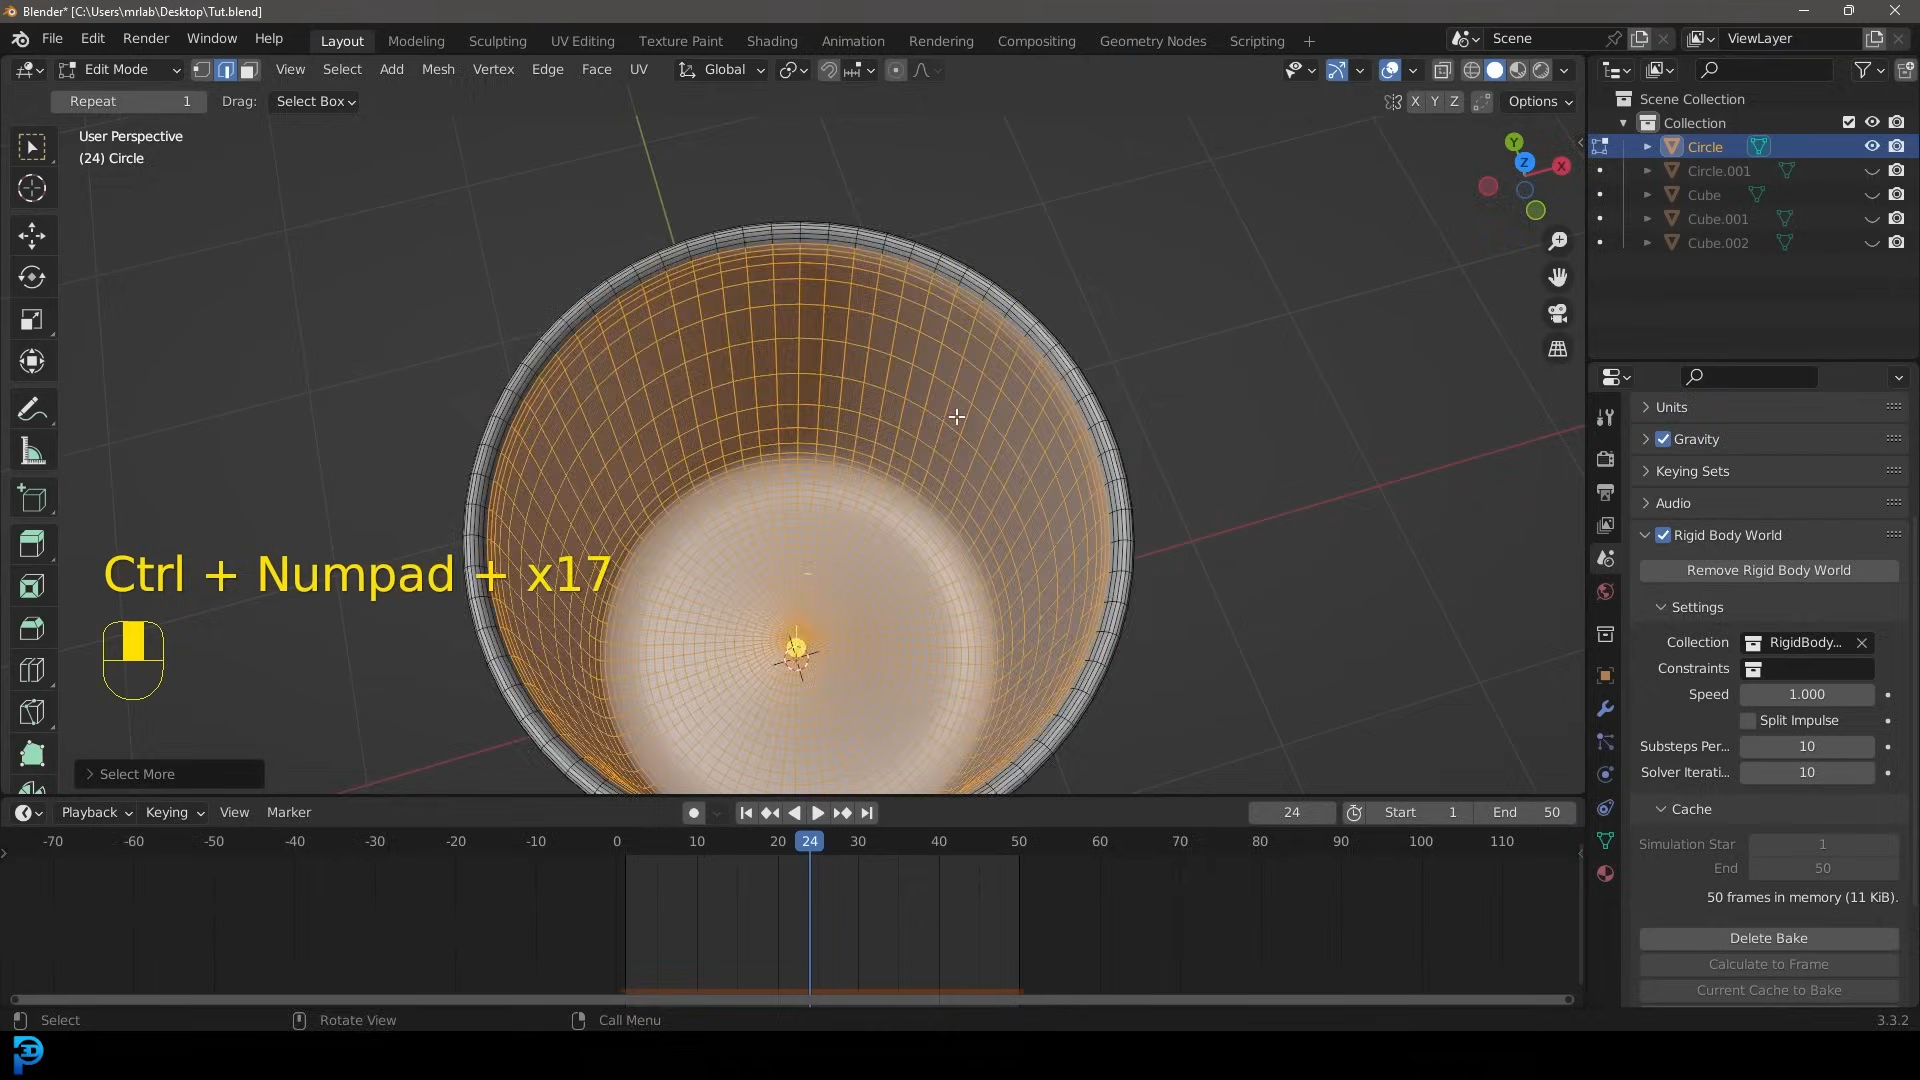 Blender* [C:\Users\mrlab\Desktop\Tut.blend]
File Edit Render Window Help
Layout Modeling Sculpting UV Editing Texture Paint Shading Animation Rendering Compositing Geometry Nodes Scripting +
Scene
ViewLayer
Edit Mode
View Select Add Mesh Vertex Edge Face UV
Global
Repeat 1
Drag: Select Box
X Y Z
Options
User Perspective
(24) Circle
Y
Z
X
Scene Collection
Collection
Circle
Circle.001
Cube
Cube.001
Cube.002
Ctrl + Numpad + x17
Select More
Units
Gravity
Keying Sets
Audio
Rigid Body World
Remove Rigid Body World
Settings
Collection RigidBody...
Constraints
Speed 1.000
Split Impulse
Substeps Per... 10
Solver Iterati... 10
Cache
Simulation Star 1
End 50
50 frames in memory (11 KiB).
Delete Bake
Calculate to Frame
Current Cache to Bake
Playback Keying View Marker
24
Start 1
End 50
-70 -60 -50 -40 -30 -20 -10 0 10 20 24 30 40 50 60 70 80 90 100 110
Select
Rotate View
Call Menu
3.3.2
3D